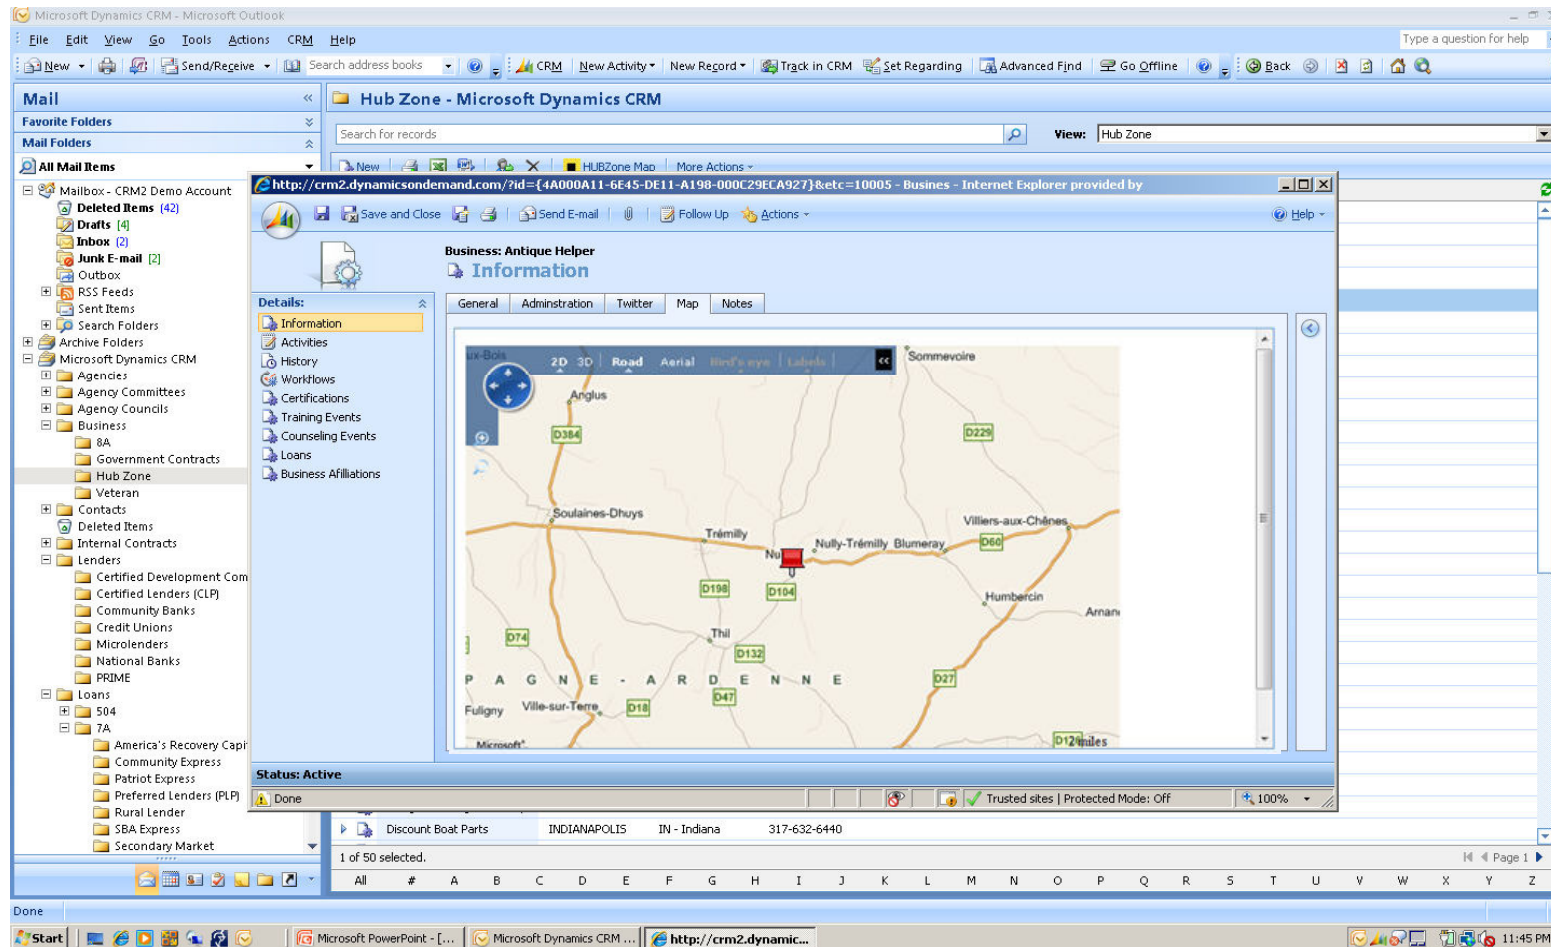 Microsoft Dynamics CRM - Microsoft Outlook
File Edit View Go Tools Actions CRM Help
Type a question for help
New Send/Receive Search address books CRM New Activity New Record Track in CRM Set Regarding Advanced Find Go Offline Back
Mail
Favorite Folders
Mail Folders
All Mail Items
Mailbox - CRM2 Demo Account
Deleted Items (42)
Drafts [4]
Inbox (2)
Junk E-mail [2]
Outbox
RSS Feeds
Sent Items
Search Folders
Archive Folders
Microsoft Dynamics CRM
Agencies
Agency Committees
Agency Councils
Business
8A
Government Contracts
Hub Zone
Veteran
Contacts
Deleted Items
Internal Contracts
Lenders
Certified Development Com
Certified Lenders (CLP)
Community Banks
Credit Unions
Microlenders
National Banks
PRIME
Loans
504
7A
America's Recovery Capi
Community Express
Patriot Express
Preferred Lenders (PLP)
Rural Lender
SBA Express
Secondary Market
Hub Zone - Microsoft Dynamics CRM
Search for records
View: Hub Zone
New HUBZone Map More Actions
http://crm2.dynamicsondemand.com/?id={4A000A11-6E45-DE11-A198-000C29ECA927}&etc=10005 - Busines - Internet Explorer provided by
Save and Close Send E-mail Follow Up Actions Help
Business: Antique Helper
Information
Details:
Information
Activities
History
Workflows
Certifications
Training Events
Counseling Events
Loans
Business Afiliations
General Adminstration Twitter Map Notes
ux-Bois 2D 3D Road Aerial Bird's eye Labels <<
Sommevoire
Anglus
D384
D229
Soulaines-Dhuys
Villiers-aux-Chênes
Trémilly
Nully-Trémilly Blumeray D60
Nu
D198 D104
Humbercin
Arnan
Thil
D74
D132
P A G N E - A R D E N N E
D27
D47
Fuligny Ville-sur-Terre D18
Microsoft
2 miles
Status: Active
Done Trusted sites | Protected Mode: Off 100%
Discount Boat Parts INDIANAPOLIS IN - Indiana 317-632-6440
1 of 50 selected.
Page 1
All # A B C D E F G H I J K L M N O P Q R S T U V W X Y Z
Done
Start Microsoft PowerPoint - [... Microsoft Dynamics CRM ... http://crm2.dynamic... 11:45 PM